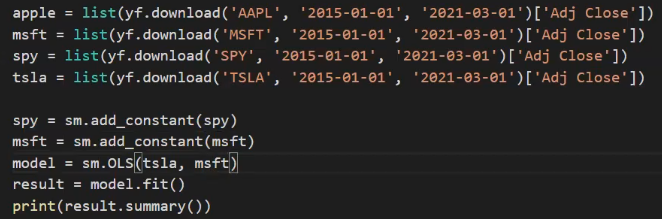 apple = list(yf.download('AAPL', '2015-01-01', '2021-03-01')['Adj Close'])
msft = list(yf.download('MSFT', '2015-01-01', '2021-03-01')['Adj Close'])
spy = list(yf.download('SPY', '2015-01-01', '2021-03-01')['Adj Close'])
tsla = list(yf.download('TSLA', '2015-01-01', '2021-03-01')['Adj Close'])
spy = sm.add_constant(spy)
msft = sm.add_constant(msft)
model = sm.OLS(tsla, msft)
result = model.fit()
print(result.summary())